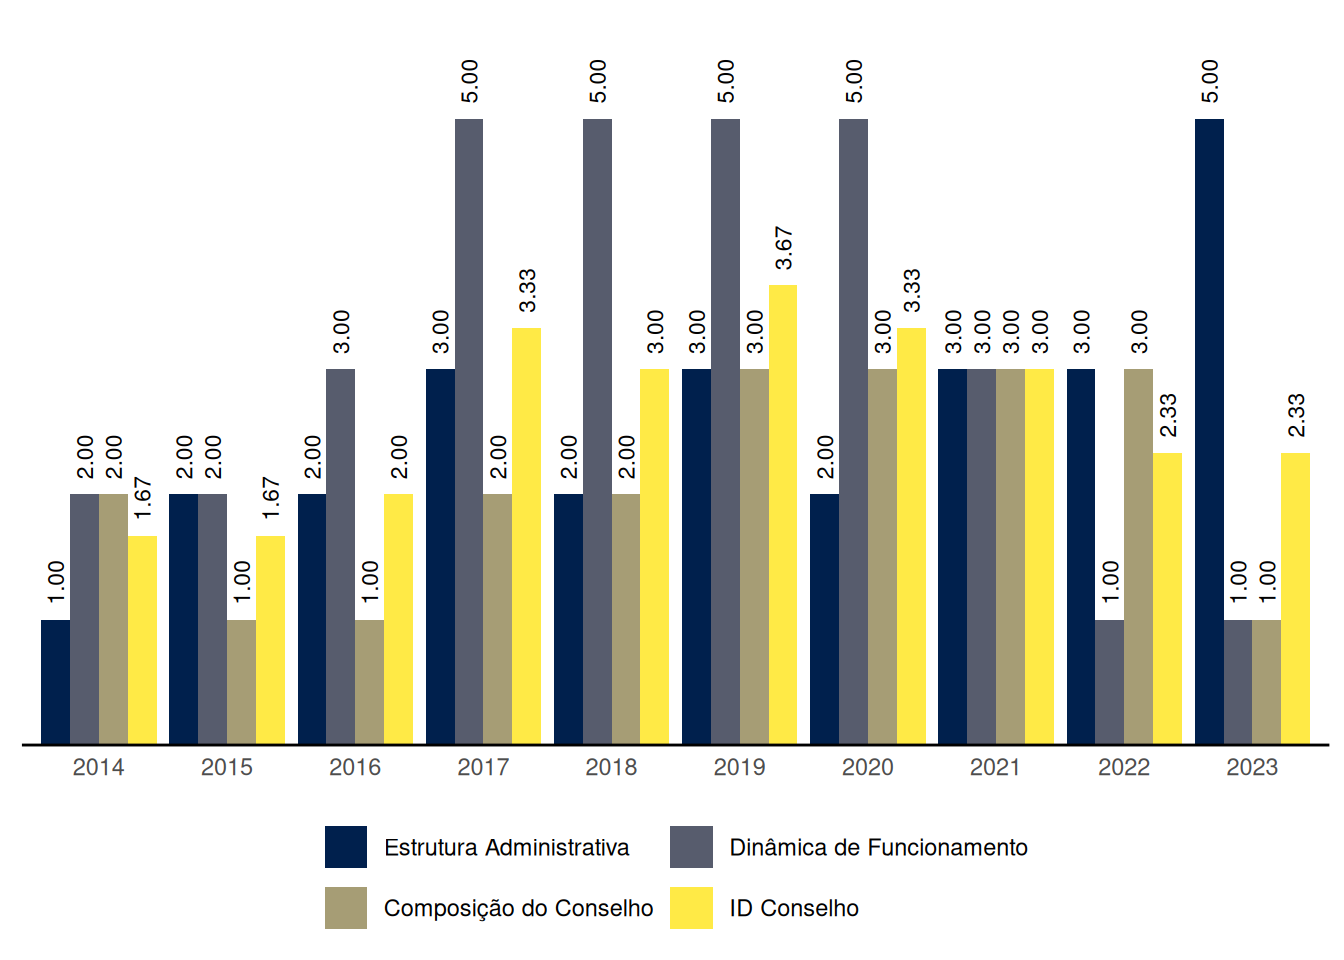 1.00 2.00 2.00 1.67 2.00 2.00 1.00 1.67 2.00 3.00 1.00 2.00 3.00 5.00 2.00 3.33 2.00 5.00 2.00 3.00 3.00 5.00 3.00 3.67 2.00 5.00 3.00 3.33 3.00 3.00 3.00 3.00 3.00 1.00 3.00 2.33 5.00 1.00 1.00 2.33
2014 2015 2016 2017 2018 2019 2020 2021 2022 2023
Estrutura Administrativa Dinâmica de Funcionamento
Composição do Conselho ID Conselho